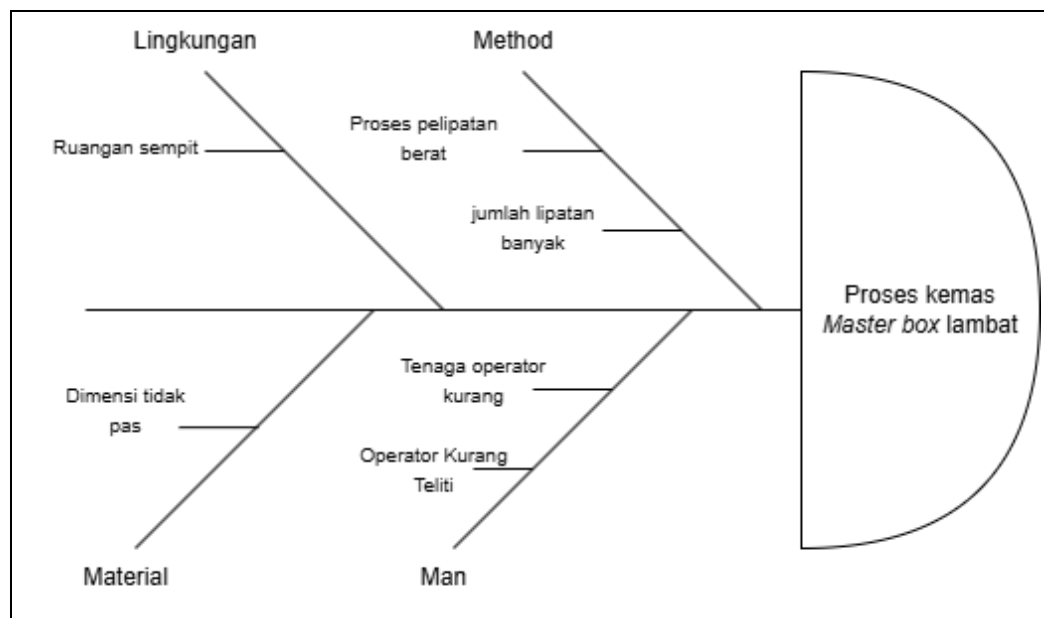 Lingkungan
Method
Ruangan sempit
Proses pelipatan
berat
jumlah lipatan
banyak
Proses kemas
Master box lambat
Dimensi tidak
pas
Tenaga operator
kurang
Operator Kurang
Teliti
Material
Man